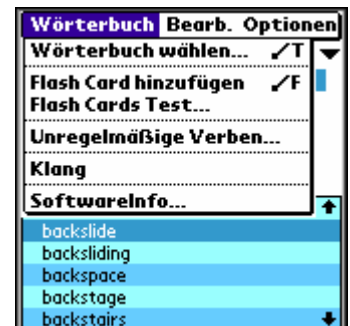 Wörterbuch Bearb. Optionen
Wörterbuch wählen... ⁄T
Flash Card hinzufügen ⁄F
Flash Cards Test...
Unregelmäßige Verben...
Klang
SoftwareInfo...
backslide
backsliding
backspace
backstage
backstairs